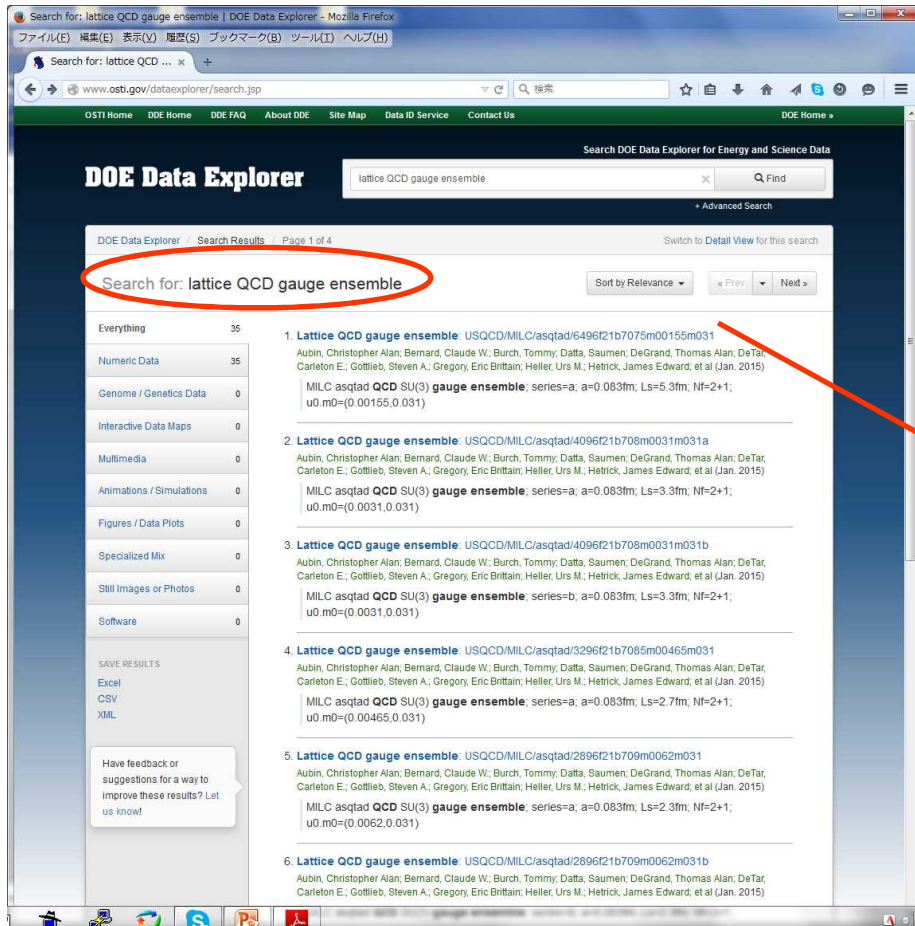 Search for: lattice QCD gauge ensemble | DOE Data Explorer - Mozilla Firefox
ファイル(F) 編集(E) 表示(V) 履歴(S) ブックマーク(B) ツール(T) ヘルプ(H)
Search for: lattice QCD ... × +
www.osti.gov/dataexplorer/search.jsp 検索
OSTI Home DDE Home DDE FAQ About DDE Site Map Data ID Service Contact Us DOE Home »
Search DOE Data Explorer for Energy and Science Data
DOE Data Explorer lattice QCD gauge ensemble × Find
+ Advanced Search
DOE Data Explorer / Search Results / Page 1 of 4 Switch to Detail View for this search
Search for: lattice QCD gauge ensemble Sort by Relevance « Prev Next »
Everything 35
Numeric Data 35
Genome / Genetics Data 0
Interactive Data Maps 0
Multimedia 0
Animations / Simulations 0
Figures / Data Plots 0
Specialized Mix 0
Still Images or Photos 0
Software 0
SAVE RESULTS
Excel
CSV
XML
Have feedback or
suggestions for a way to
improve these results? Let
us know!
1. Lattice QCD gauge ensemble: USQCD/MILC/asqtad/6496f21b7075m00155m031
Aubin, Christopher Alan; Bernard, Claude W.; Burch, Tommy; Datta, Saumen; DeGrand, Thomas Alan; DeTar,
Carleton E.; Gottlieb, Steven A.; Gregory, Eric Brittain; Heller, Urs M.; Hetrick, James Edward; et al (Jan. 2015)
MILC asqtad QCD SU(3) gauge ensemble; series=a; a=0.083fm; Ls=5.3fm; Nf=2+1;
u0.m0=(0.00155,0.031)
2. Lattice QCD gauge ensemble: USQCD/MILC/asqtad/4096f21b708m0031m031a
Aubin, Christopher Alan; Bernard, Claude W.; Burch, Tommy; Datta, Saumen; DeGrand, Thomas Alan; DeTar,
Carleton E.; Gottlieb, Steven A.; Gregory, Eric Brittain; Heller, Urs M.; Hetrick, James Edward; et al (Jan. 2015)
MILC asqtad QCD SU(3) gauge ensemble; series=a; a=0.083fm; Ls=3.3fm; Nf=2+1;
u0.m0=(0.0031,0.031)
3. Lattice QCD gauge ensemble: USQCD/MILC/asqtad/4096f21b708m0031m031b
Aubin, Christopher Alan; Bernard, Claude W.; Burch, Tommy; Datta, Saumen; DeGrand, Thomas Alan; DeTar,
Carleton E.; Gottlieb, Steven A.; Gregory, Eric Brittain; Heller, Urs M.; Hetrick, James Edward; et al (Jan. 2015)
MILC asqtad QCD SU(3) gauge ensemble; series=b; a=0.083fm; Ls=3.3fm; Nf=2+1;
u0.m0=(0.0031,0.031)
4. Lattice QCD gauge ensemble: USQCD/MILC/asqtad/3296f21b7085m00465m031
Aubin, Christopher Alan; Bernard, Claude W.; Burch, Tommy; Datta, Saumen; DeGrand, Thomas Alan; DeTar,
Carleton E.; Gottlieb, Steven A.; Gregory, Eric Brittain; Heller, Urs M.; Hetrick, James Edward; et al (Jan. 2015)
MILC asqtad QCD SU(3) gauge ensemble; series=a; a=0.083fm; Ls=2.7fm; Nf=2+1;
u0.m0=(0.00465,0.031)
5. Lattice QCD gauge ensemble: USQCD/MILC/asqtad/2896f21b709m0062m031
Aubin, Christopher Alan; Bernard, Claude W.; Burch, Tommy; Datta, Saumen; DeGrand, Thomas Alan; DeTar,
Carleton E.; Gottlieb, Steven A.; Gregory, Eric Brittain; Heller, Urs M.; Hetrick, James Edward; et al (Jan. 2015)
MILC asqtad QCD SU(3) gauge ensemble; series=a; a=0.083fm; Ls=2.3fm; Nf=2+1;
u0.m0=(0.0062,0.031)
6. Lattice QCD gauge ensemble: USQCD/MILC/asqtad/2896f21b709m0062m031b
Aubin, Christopher Alan; Bernard, Claude W.; Burch, Tommy; Datta, Saumen; DeGrand, Thomas Alan; DeTar,
Carleton E.; Gottlieb, Steven A.; Gregory, Eric Brittain; Heller, Urs M.; Hetrick, James Edward; et al (Jan. 2015)